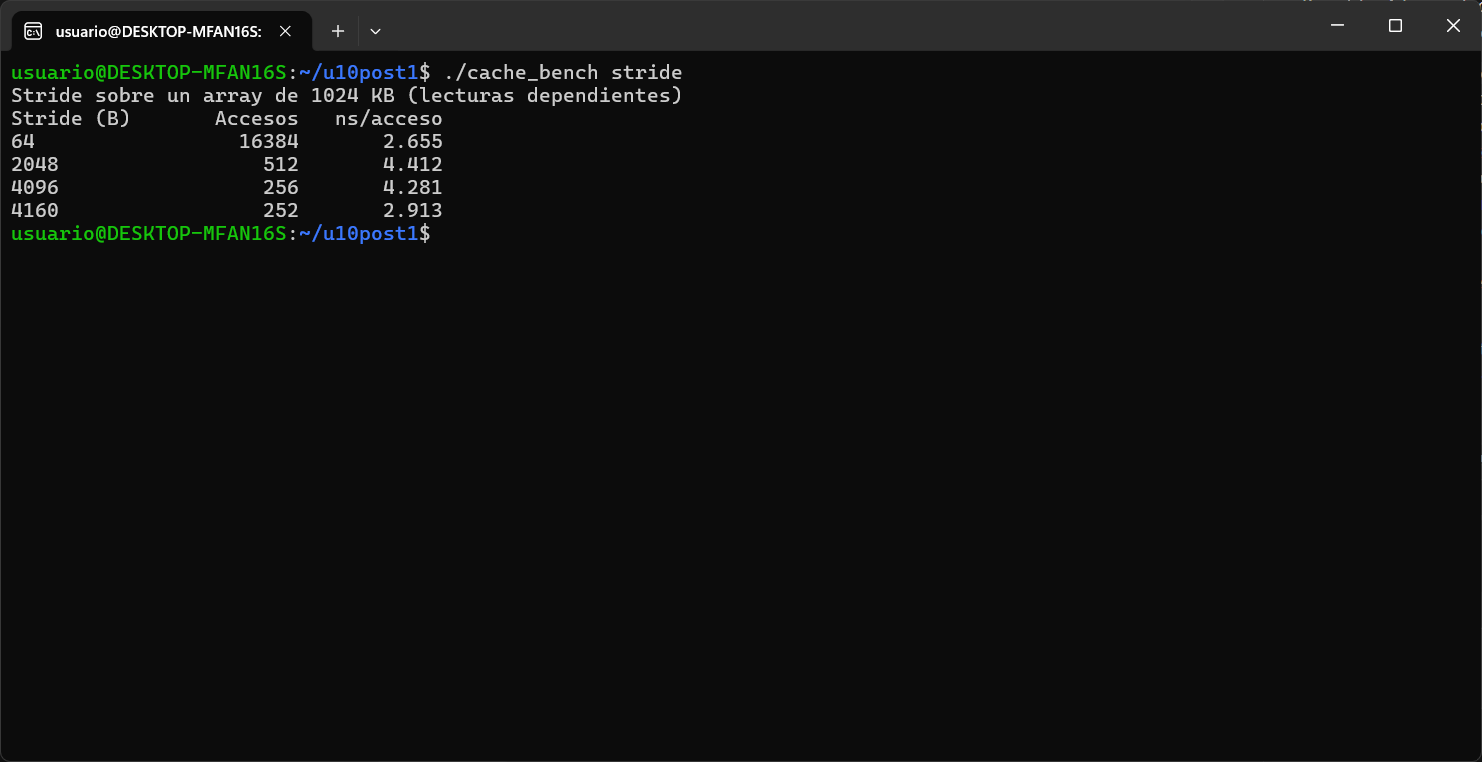 usuario@DESKTOP-MFAN16S:
usuario@DESKTOP-MFAN16S:~/u10post1$ ./cache_bench stride
Stride sobre un array de 1024 KB (lecturas dependientes)
Stride (B)       Accesos   ns/acceso
64                 16384       2.655
2048                 512       4.412
4096                 256       4.281
4160                 252       2.913
usuario@DESKTOP-MFAN16S:~/u10post1$